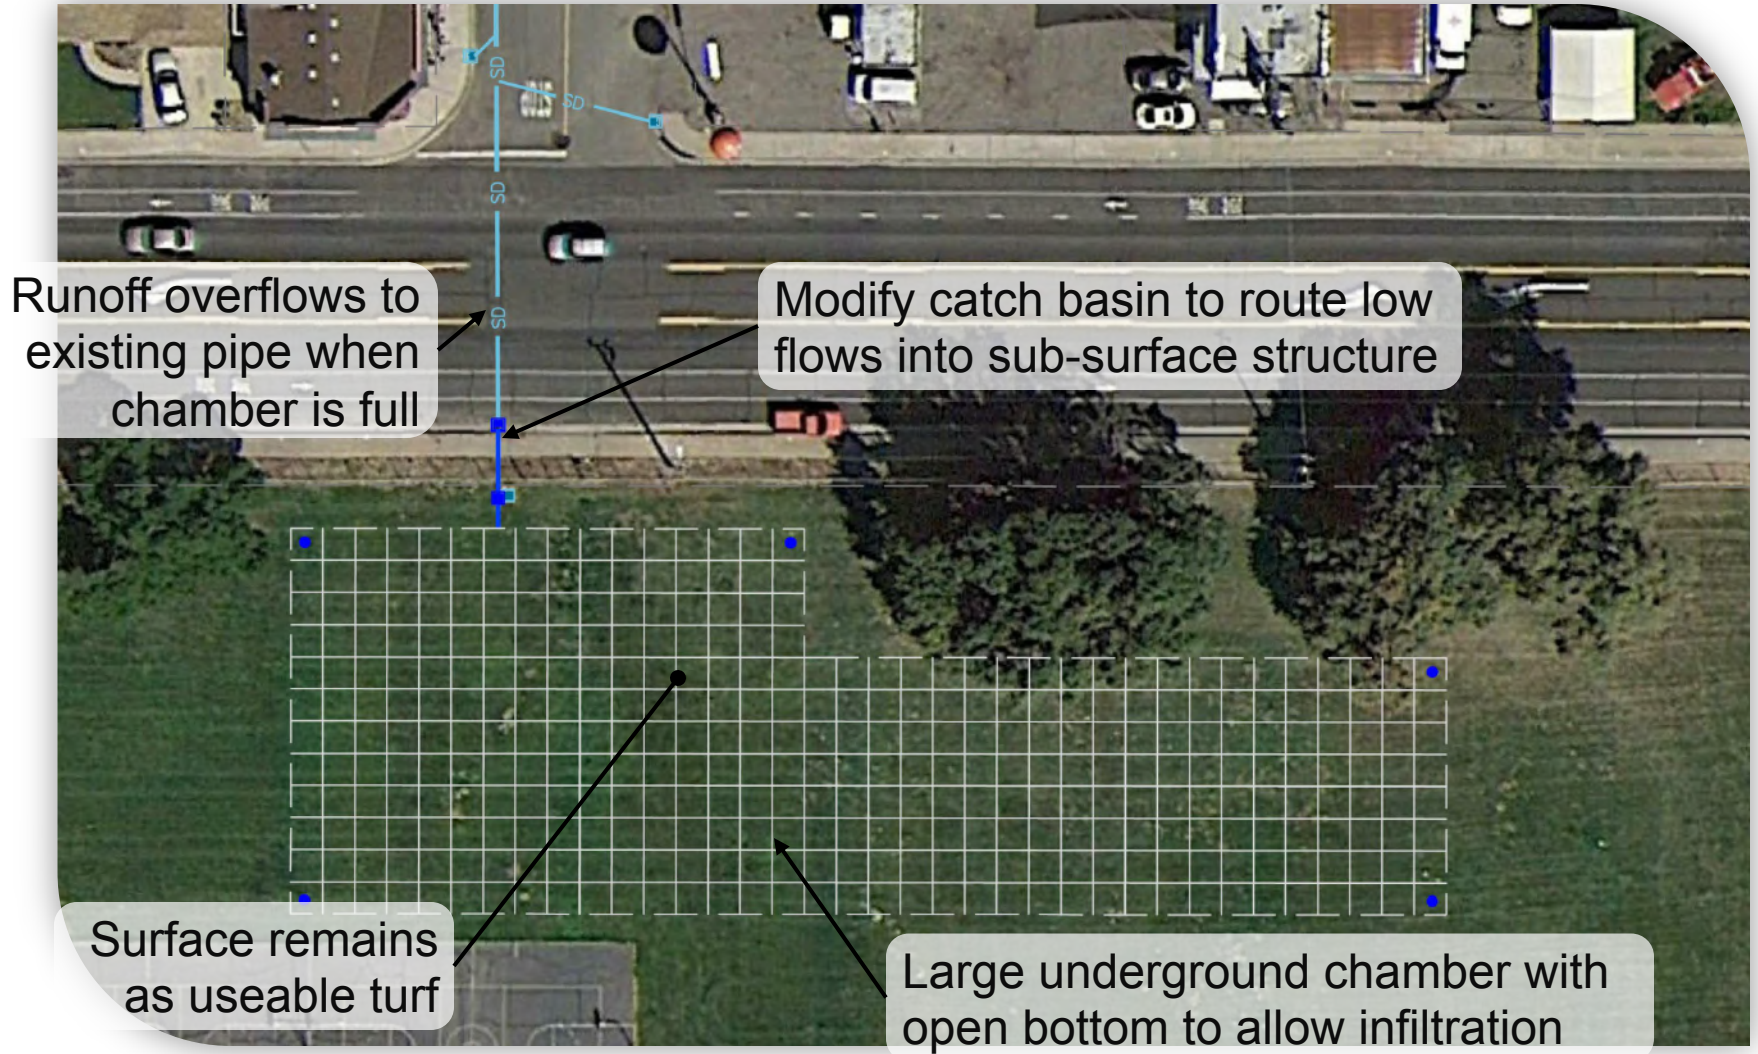 SD
SD
SD
SD
Runoff overflows to
existing pipe when
chamber is full
Modify catch basin to route low
flows into sub-surface structure
Surface remains
as useable turf
Large underground chamber with
open bottom to allow infiltration